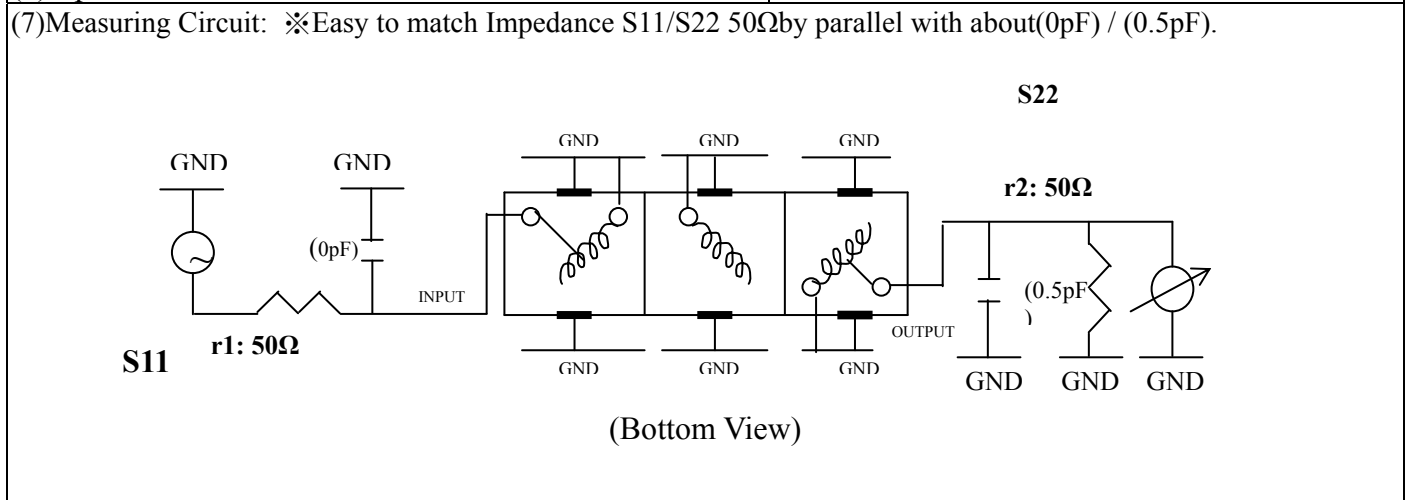 (7)Measuring Circuit: ※Easy to match Impedance S11/S22 50Ωby parallel with about(0pF) / (0.5pF).
S22
GND GND GND
GND GND
r2: 50Ω
(0pF)
(0.5pF
)
INPUT
OUTPUT
r1: 50Ω
S11
GND GND GND
GND GND GND
(Bottom View)